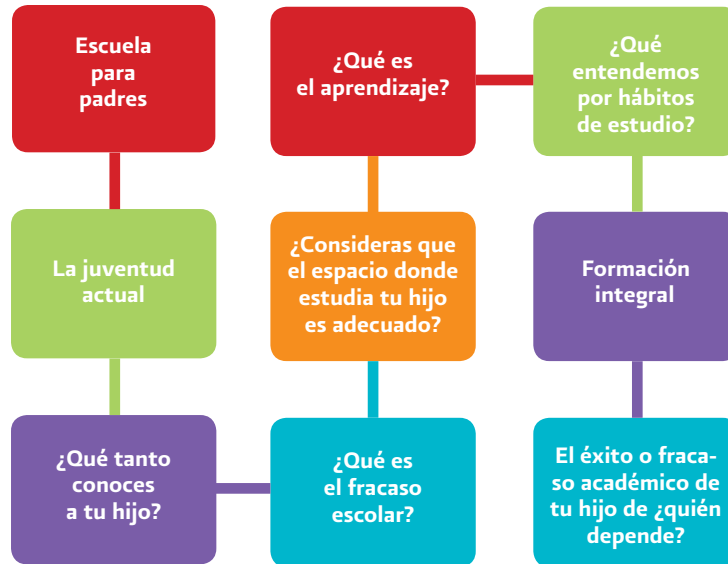 Escuela
para
padres
La juventud
actual
¿Qué tanto
conoces
a tu hijo?
¿Qué es
el fracaso
escolar?
¿Consideras que
el espacio donde
estudia tu hijo
es adecuado?
¿Qué es
el aprendizaje?
¿Qué
entendemos
por hábitos
de estudio?
Formación
integral
El éxito o fraca-
so académico de
tu hijo de ¿quién
depende?